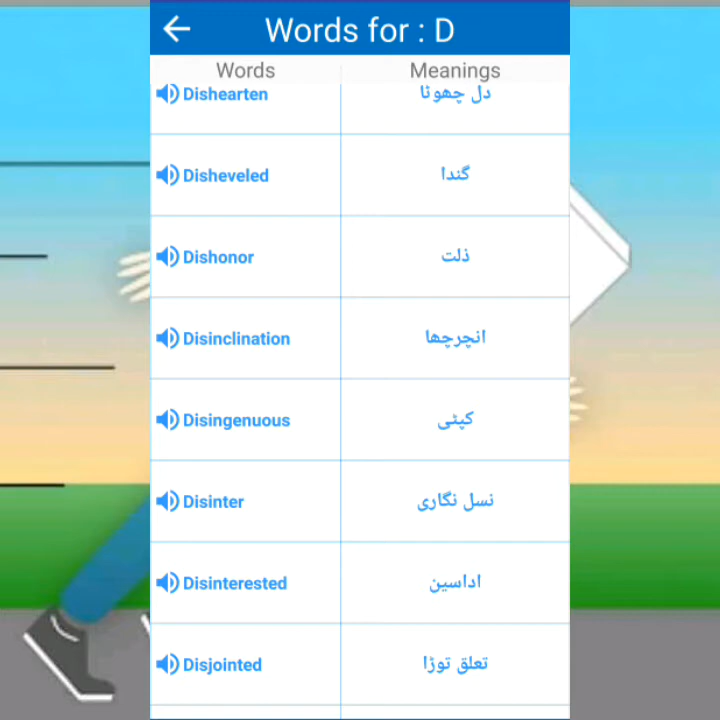 Words for : D
Words Meanings
Dishearten دل چھوٹا
Disheveled گندا
Dishonor ذلت
Disinclination انچرچھا
Disingenuous کپٹی
Disinter نسل نگاری
Disinterested اداسین
Disjointed تعلق توڑا